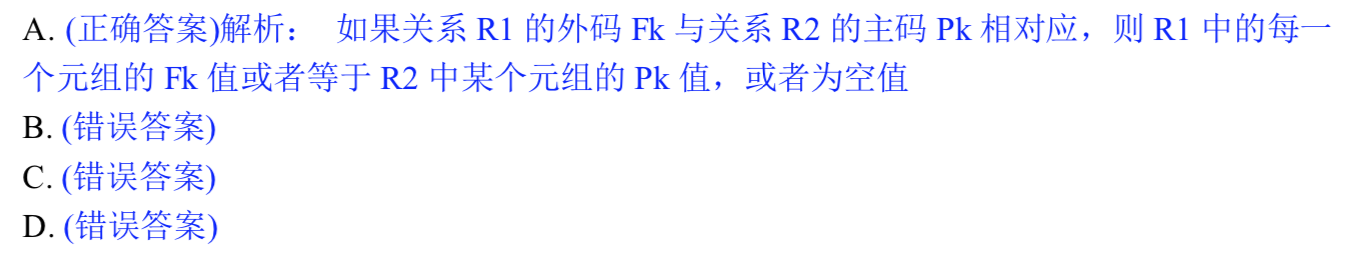 A. (正确答案)解析： 如果关系 R1 的外码 Fk 与关系 R2 的主码 Pk 相对应，则 R1 中的每一
个元组的 Fk 值或者等于 R2 中某个元组的 Pk 值，或者为空值
B. (错误答案)
C. (错误答案)
D. (错误答案)